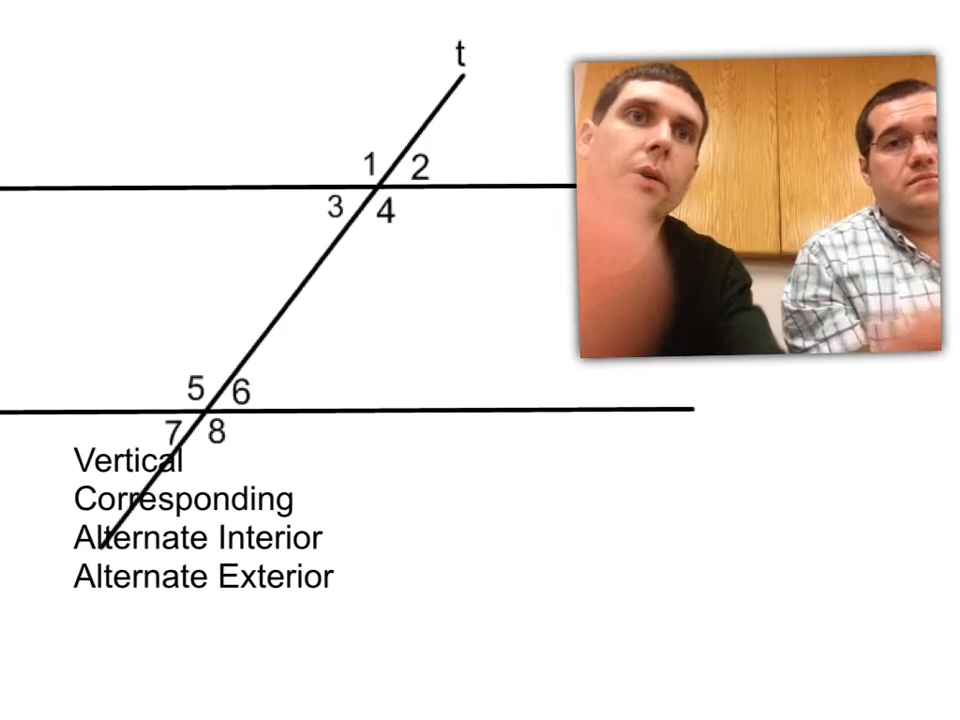 t
1 2
3 4
5 6
7 8
Vertical
Corresponding
Alternate Interior
Alternate Exterior